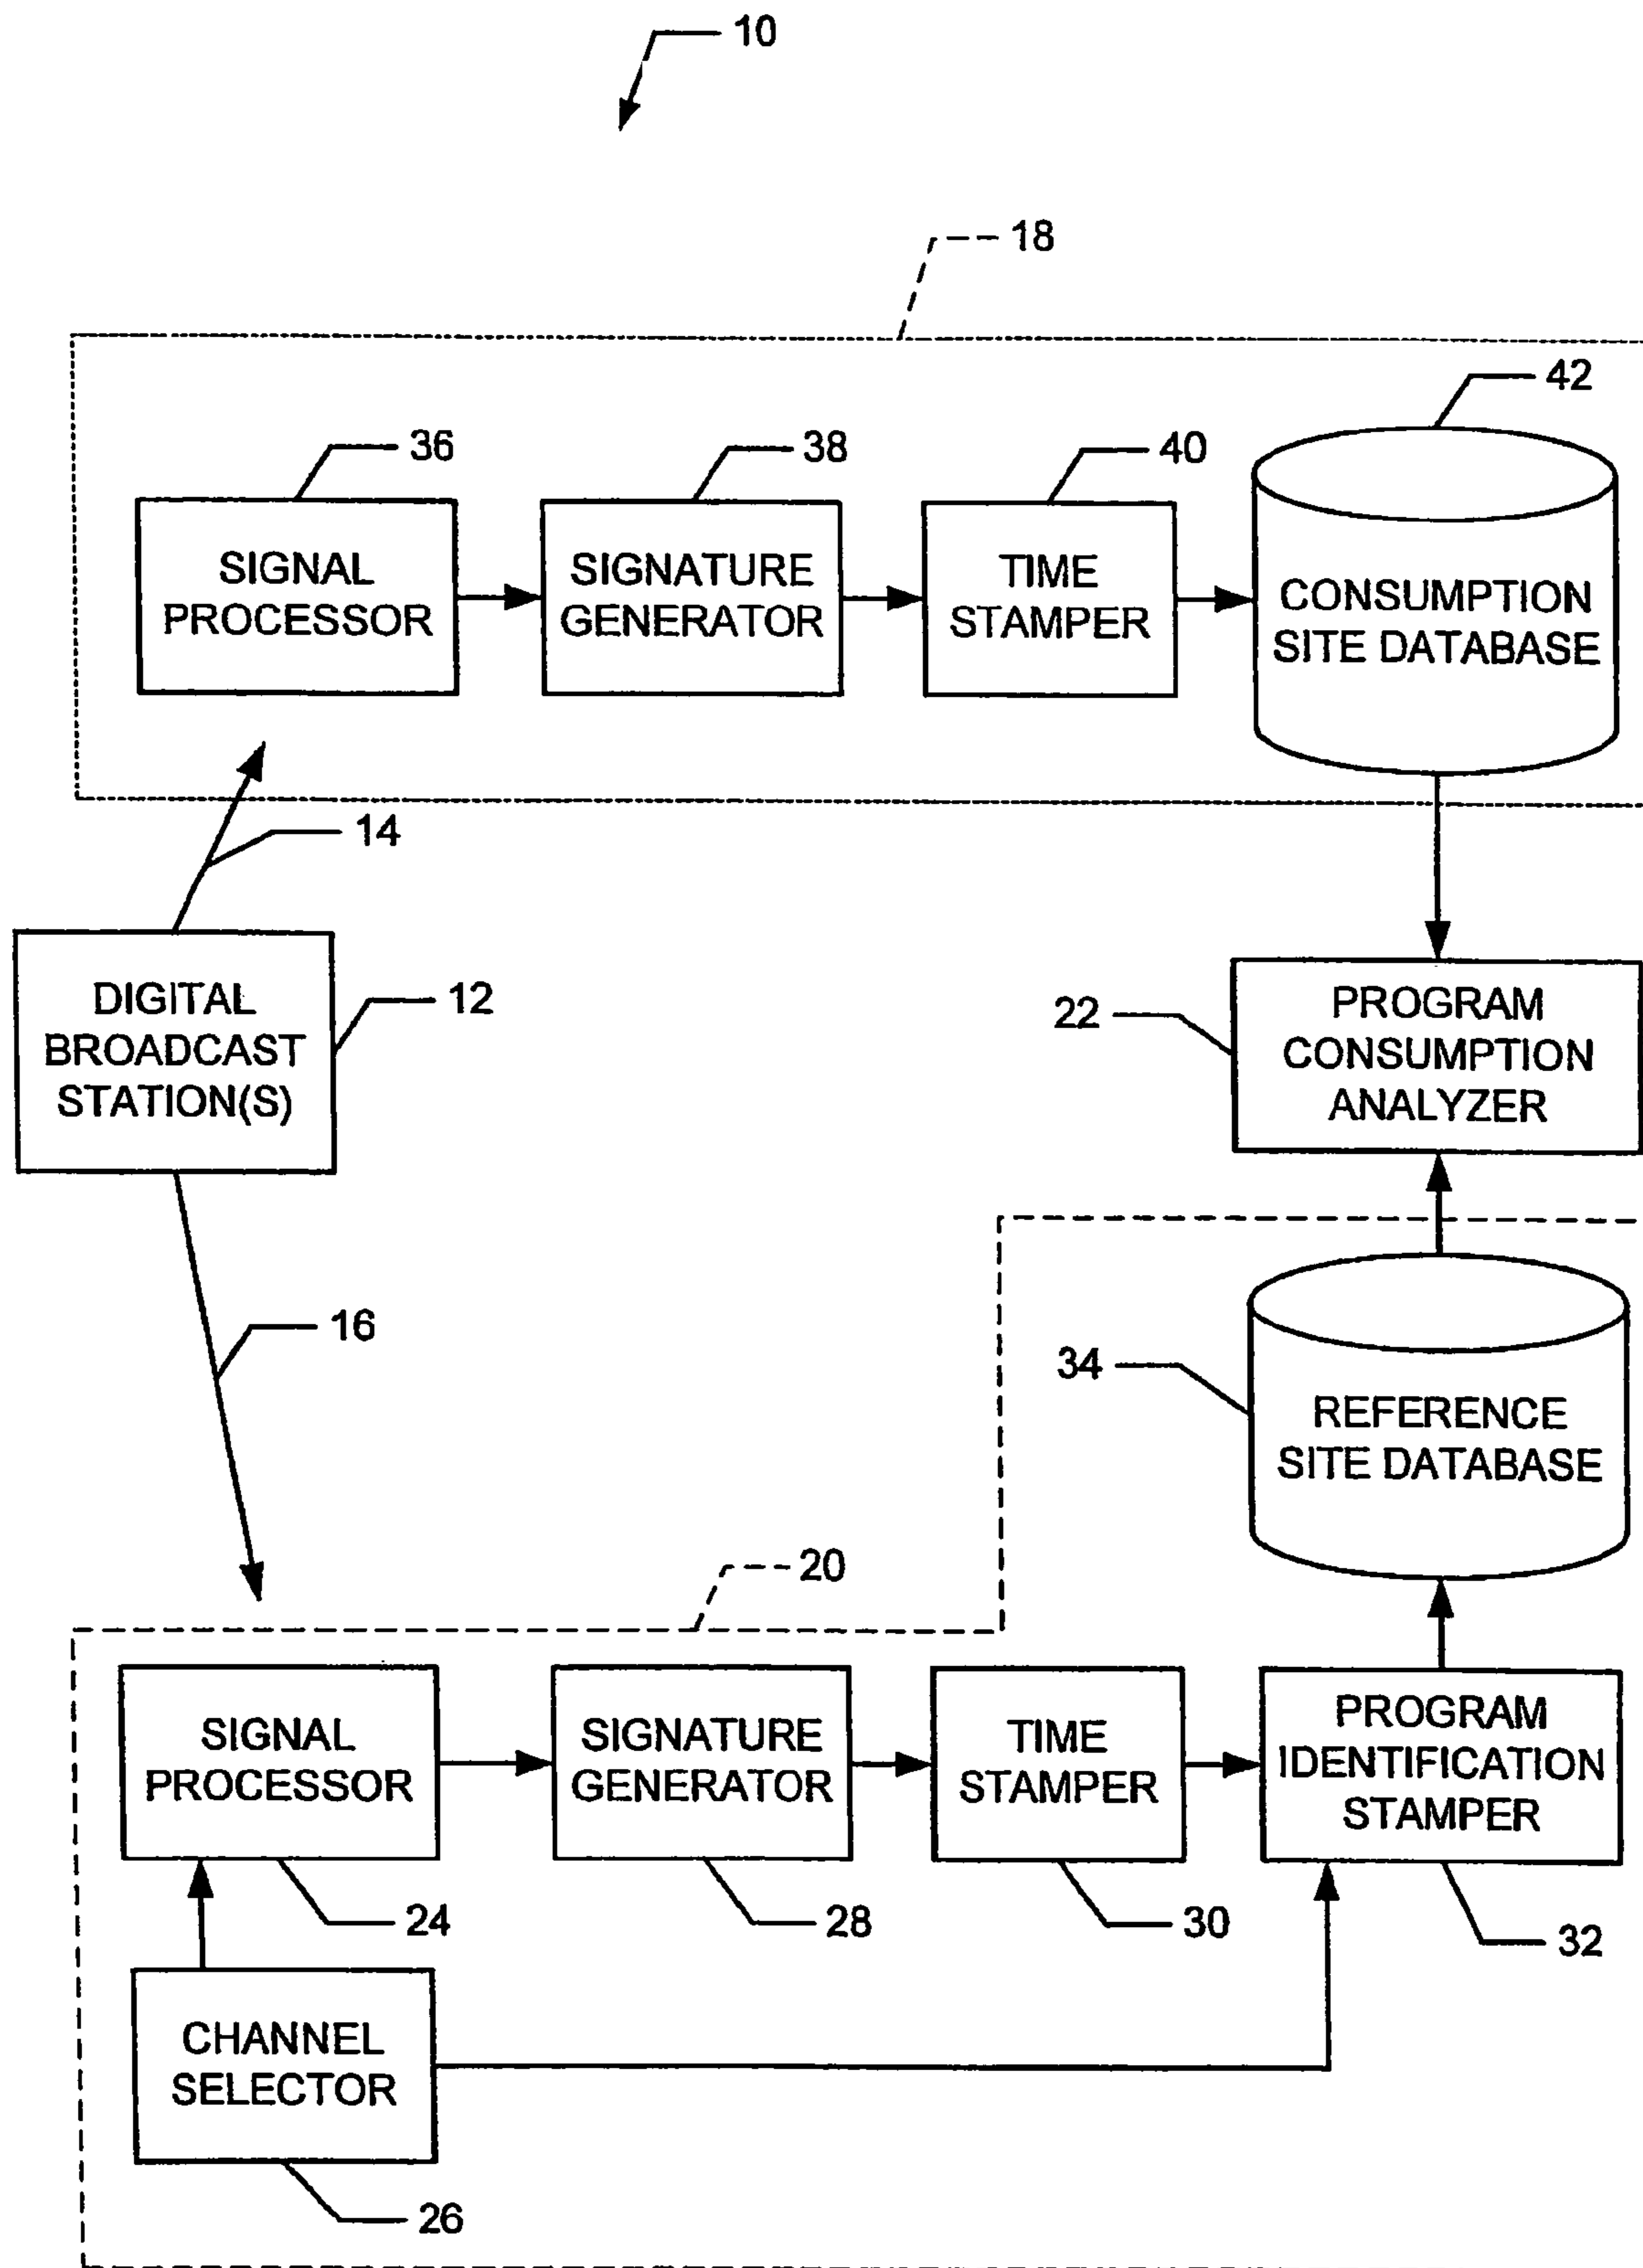 10
18
42
36
38
40
SIGNAL
PROCESSOR
SIGNATURE
GENERATOR
TIME
STAMPER
CONSUMPTION
SITE DATABASE
14
DIGITAL
BROADCAST
STATION(S)
12
22
PROGRAM
CONSUMPTION
ANALYZER
16
34
REFERENCE
SITE DATABASE
20
SIGNAL
PROCESSOR
SIGNATURE
GENERATOR
TIME
STAMPER
PROGRAM
IDENTIFICATION
STAMPER
24
28
30
32
CHANNEL
SELECTOR
26